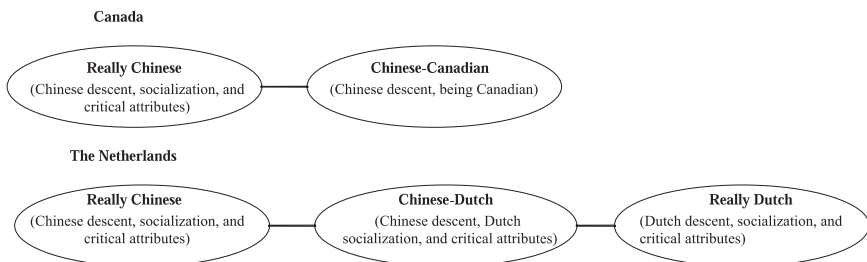 Canada
Really Chinese
(Chinese descent, socialization, and
critical attributes)
Chinese-Canadian
(Chinese descent, being Canadian)
The Netherlands
Really Chinese
(Chinese descent, socialization, and
critical attributes)
Chinese-Dutch
(Chinese descent, Dutch
socialization, and critical attributes)
Really Dutch
(Dutch descent, socialization, and
critical attributes)